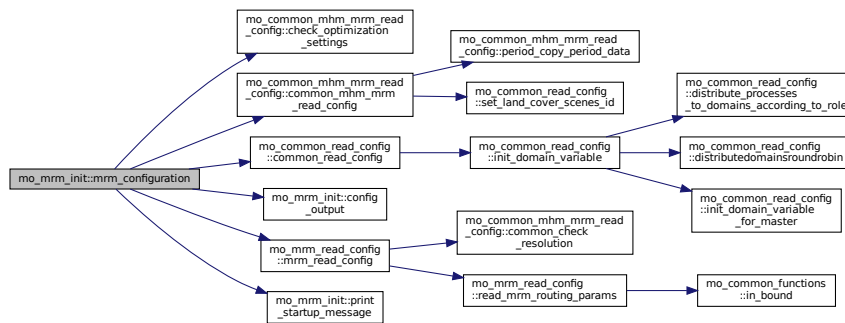 mo_common_mhm_mrm_read
_config::check_optimization
_settings
mo_common_mhm_mrm_read
_config::period_copy_period_data
mo_common_mhm_mrm_read
_config::common_mhm_mrm
_read_config
mo_common_read_config
::set_land_cover_scenes_id
mo_common_read_config
::distribute_processes
_to_domains_according_to_role
mo_common_read_config
::common_read_config
mo_common_read_config
::init_domain_variable
mo_common_read_config
::distributedomainsroundrobin
mo_mrm_init::mrm_configuration
mo_mrm_init::config
_output
mo_common_read_config
::init_domain_variable
_for_master
mo_common_mhm_mrm_read
_config::common_check
_resolution
mo_mrm_read_config
::mrm_read_config
mo_mrm_read_config
::read_mrm_routing_params
mo_common_functions
::in_bound
mo_mrm_init::print
_startup_message